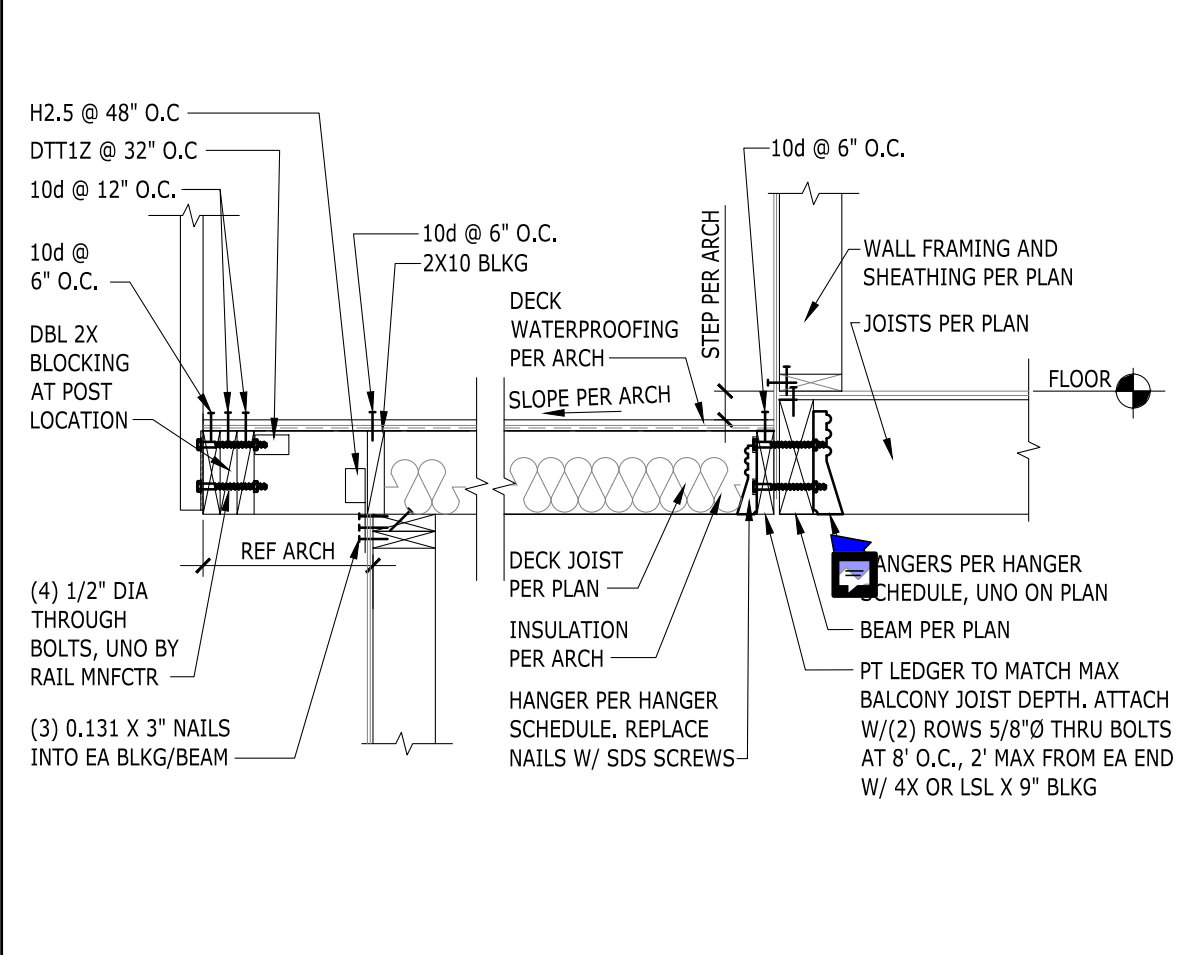 H2.5 @ 48" O.C
DTT1Z @ 32" O.C
10d @ 12" O.C.
10d @
6" O.C.
DBL 2X
BLOCKING
AT POST
LOCATION
REF ARCH
(4) 1/2" DIA
THROUGH
BOLTS, UNO BY
RAIL MNFCTR
(3) 0.131 X 3" NAILS
INTO EA BLKG/BEAM
10d @ 6" O.C.
2X10 BLKG
DECK
WATERPROOFING
PER ARCH
SLOPE PER ARCH
STEP PER ARCH
10d @ 6" O.C.
WALL FRAMING AND
SHEATHING PER PLAN
JOISTS PER PLAN
FLOOR
DECK JOIST
PER PLAN
INSULATION
PER ARCH
HANGER PER HANGER
SCHEDULE. REPLACE
NAILS W/ SDS SCREWS
ANGERS PER HANGER
SCHEDULE, UNO ON PLAN
BEAM PER PLAN
PT LEDGER TO MATCH MAX
BALCONY JOIST DEPTH. ATTACH
W/(2) ROWS 5/8"Ø THRU BOLTS
AT 8' O.C., 2' MAX FROM EA END
W/ 4X OR LSL X 9" BLKG